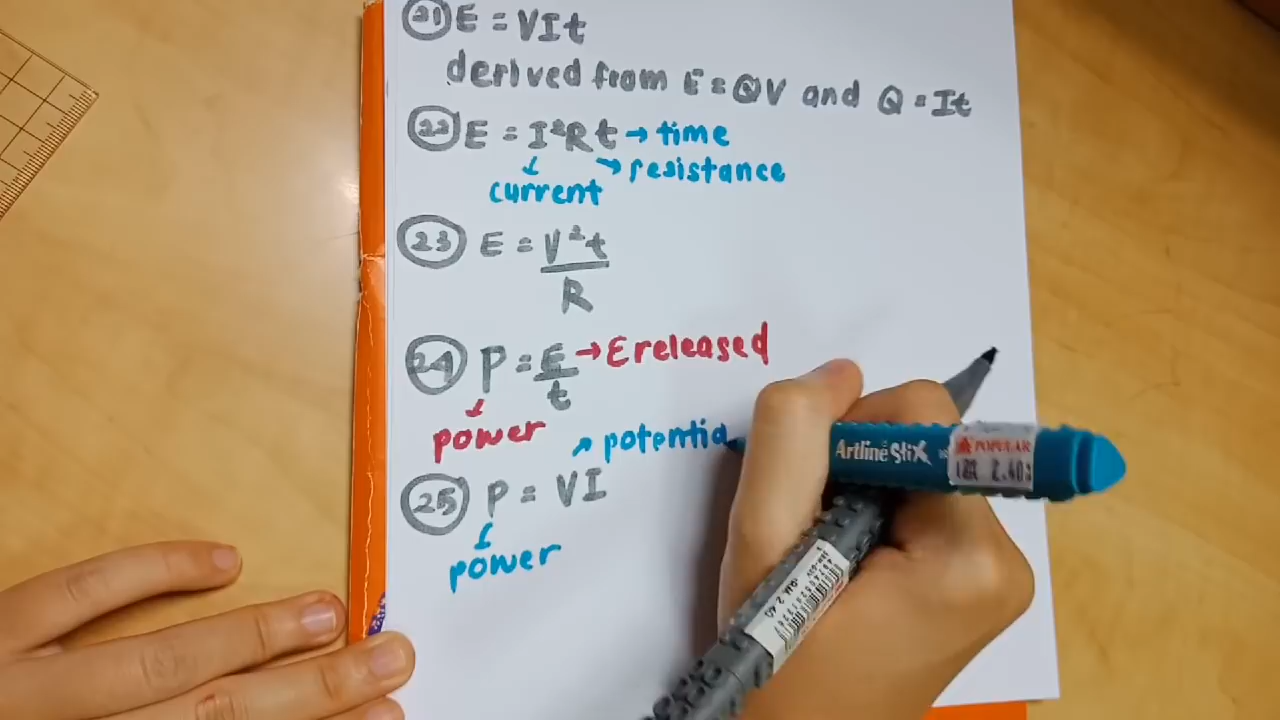 21 E = VIt
derived from E = QV and Q = It
22 E = I²Rt → time
current → resistance
23 E = V²t
R
24 P = E → E released
t
power
potentia
25 P = VI
power
Artline Stix
POPULAR